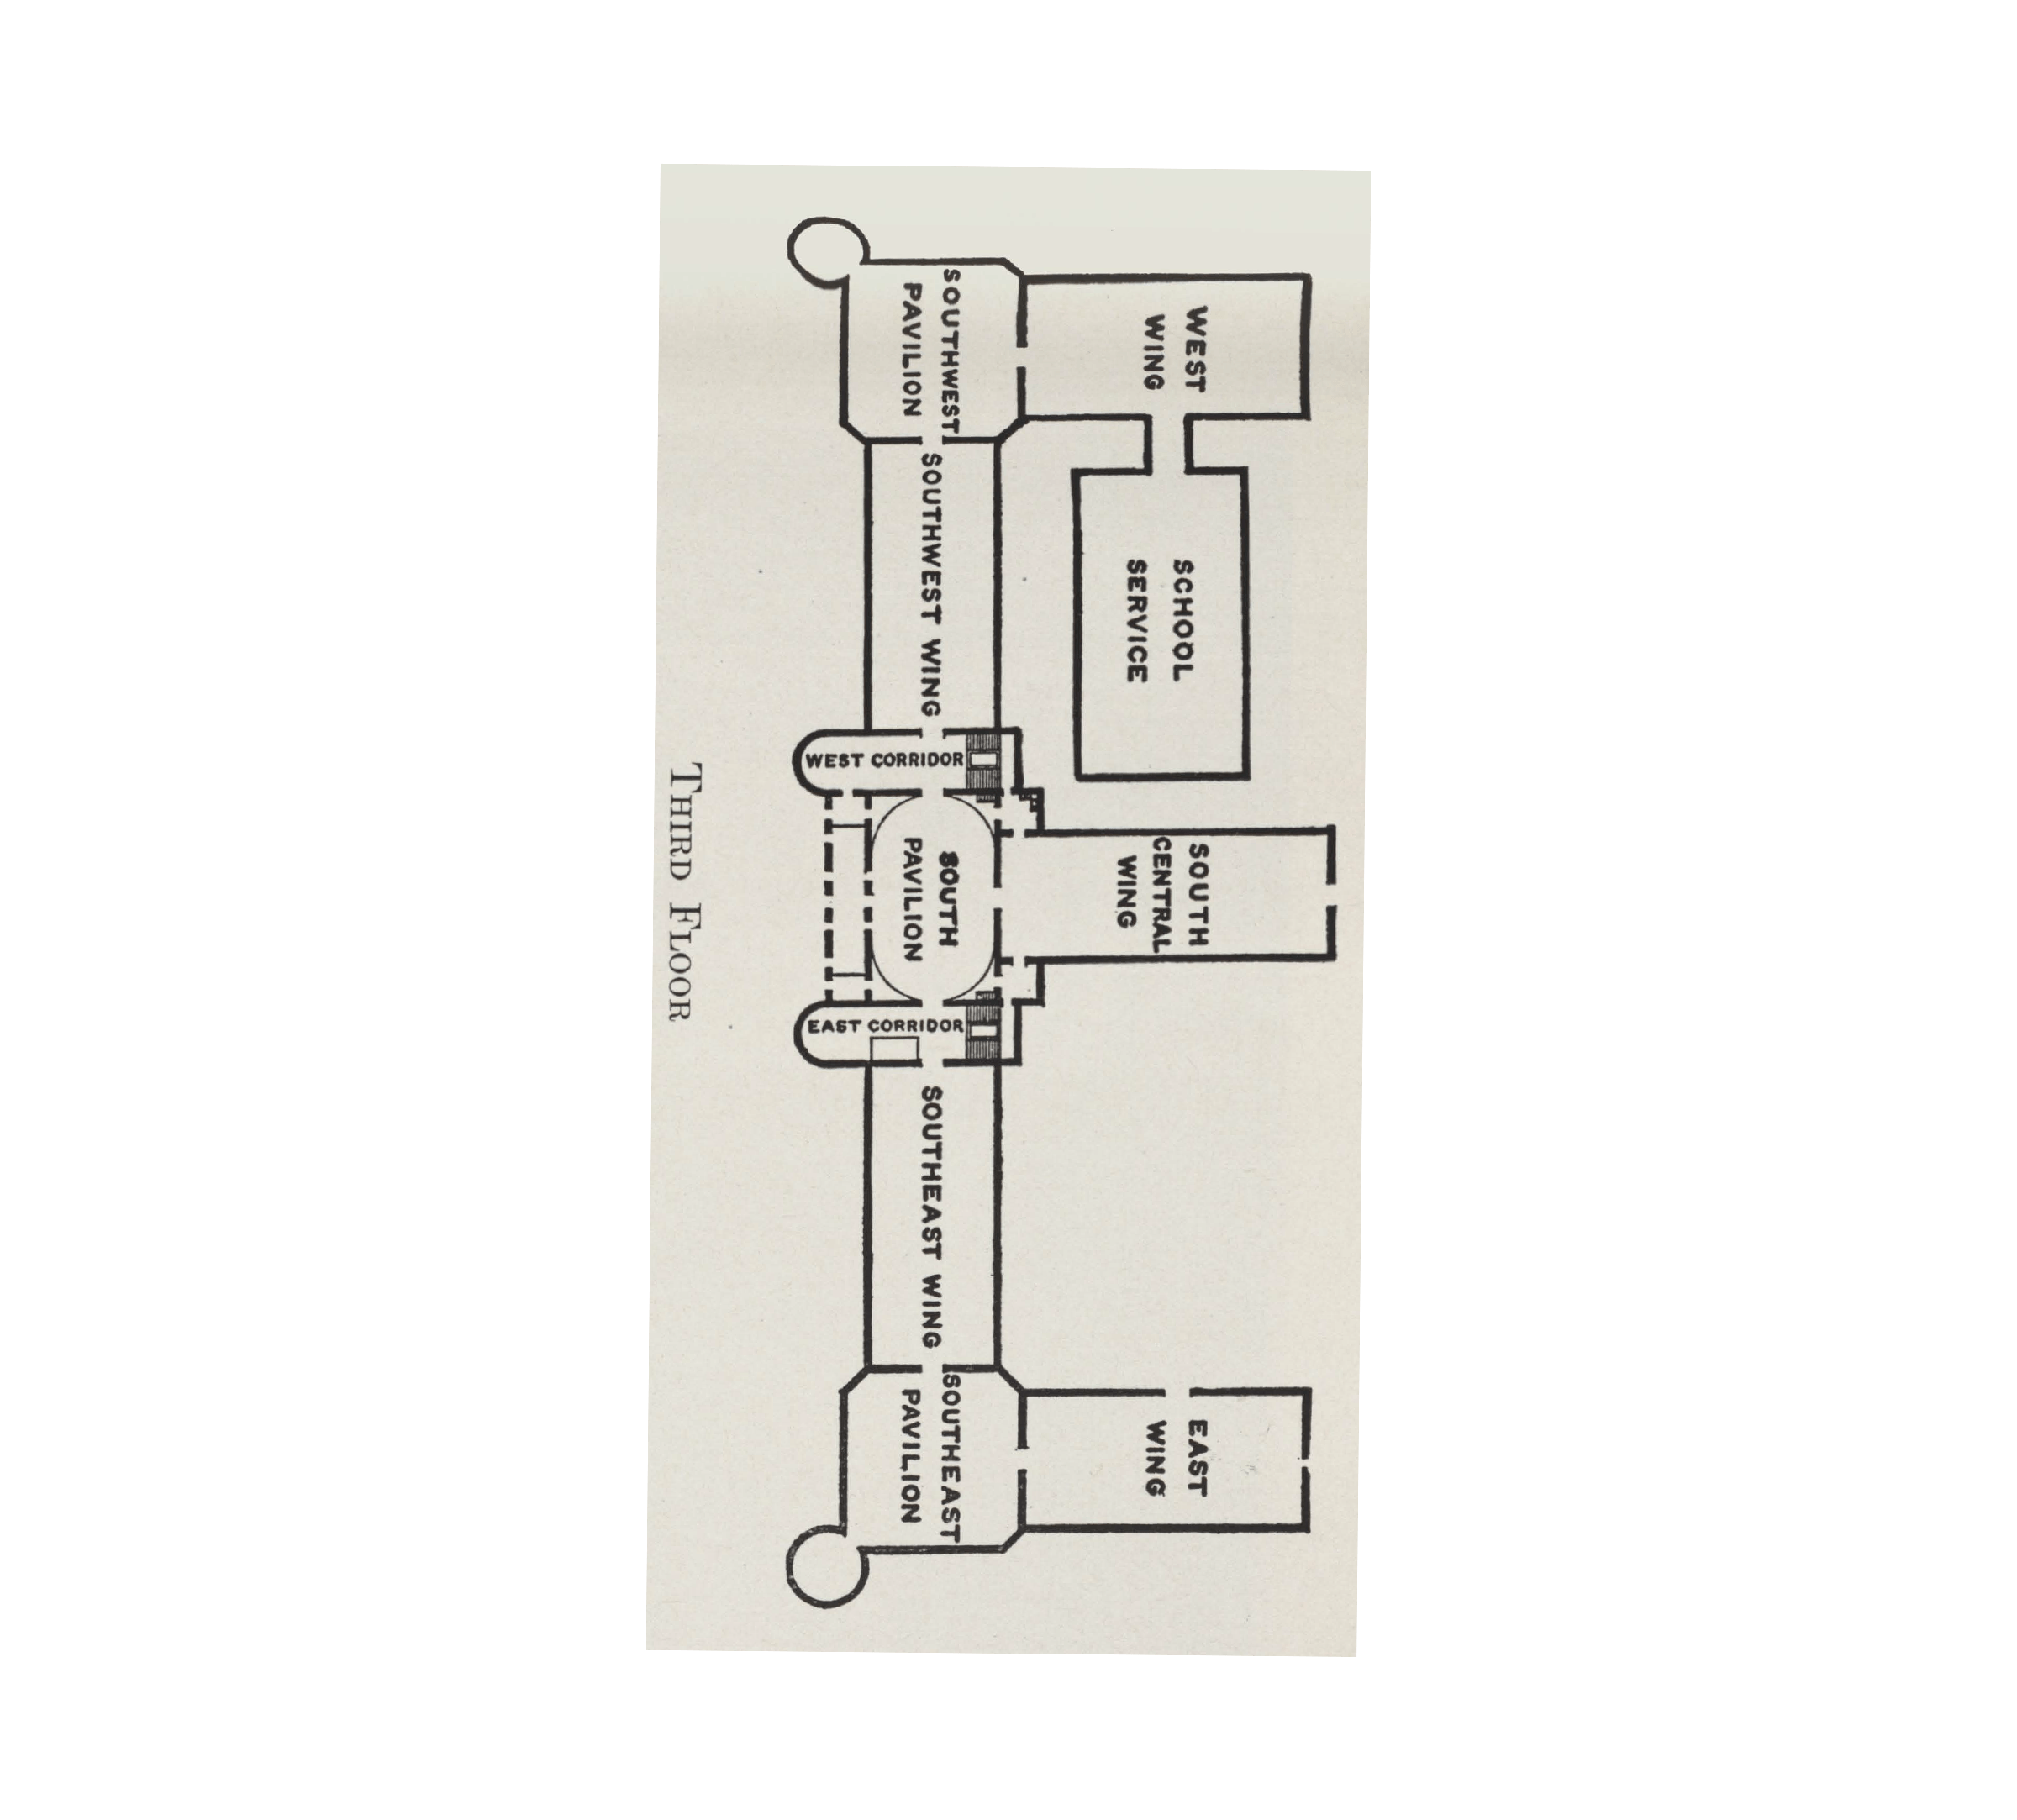 WEST
WING
SCHOOL
SERVICE
SOUTH
CENTRAL
WING
EAST
WING
SOUTHWEST
PAVILION
SOUTHWEST WING
WEST CORRIDOR
SOUTH
PAVILION
EAST CORRIDOR
SOUTHEAST WING
SOUTHEAST
PAVILION
THIRD FLOOR